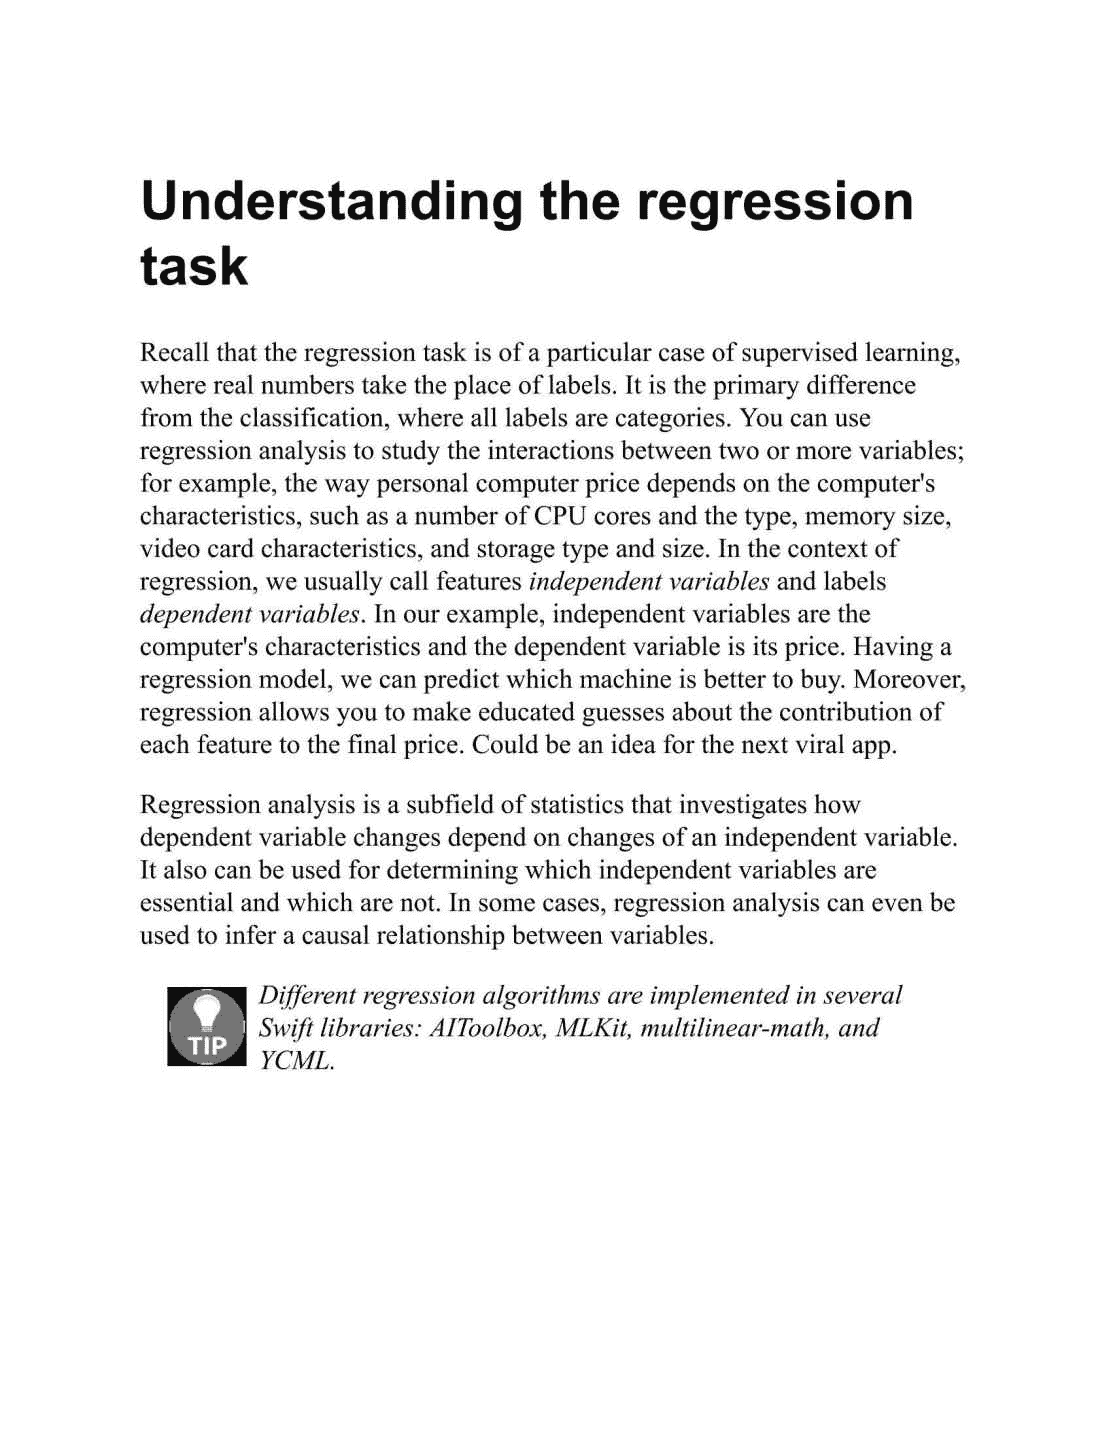 Understanding the regression
task
Recall that the regression task is of a particular case of supervised learning,
where real numbers take the place of labels. It is the primary difference
from the classification, where all labels are categories. You can use
regression analysis to study the interactions between two or more variables;
for example, the way personal computer price depends on the computer's
characteristics, such as a number of CPU cores and the type, memory size,
video card characteristics, and storage type and size. In the context of
regression, we usually call features independent variables and labels
dependent variables. In our example, independent variables are the
computer's characteristics and the dependent variable is its price. Having a
regression model, we can predict which machine is better to buy. Moreover,
regression allows you to make educated guesses about the contribution of
each feature to the final price. Could be an idea for the next viral app.
Regression analysis is a subfield of statistics that investigates how
dependent variable changes depend on changes of an independent variable.
It also can be used for determining which independent variables are
essential and which are not. In some cases, regression analysis can even be
used to infer a causal relationship between variables.
Different regression algorithms are implemented in several
Swift libraries: AIToolbox, MLKit, multilinear-math, and
YCML.
TIP